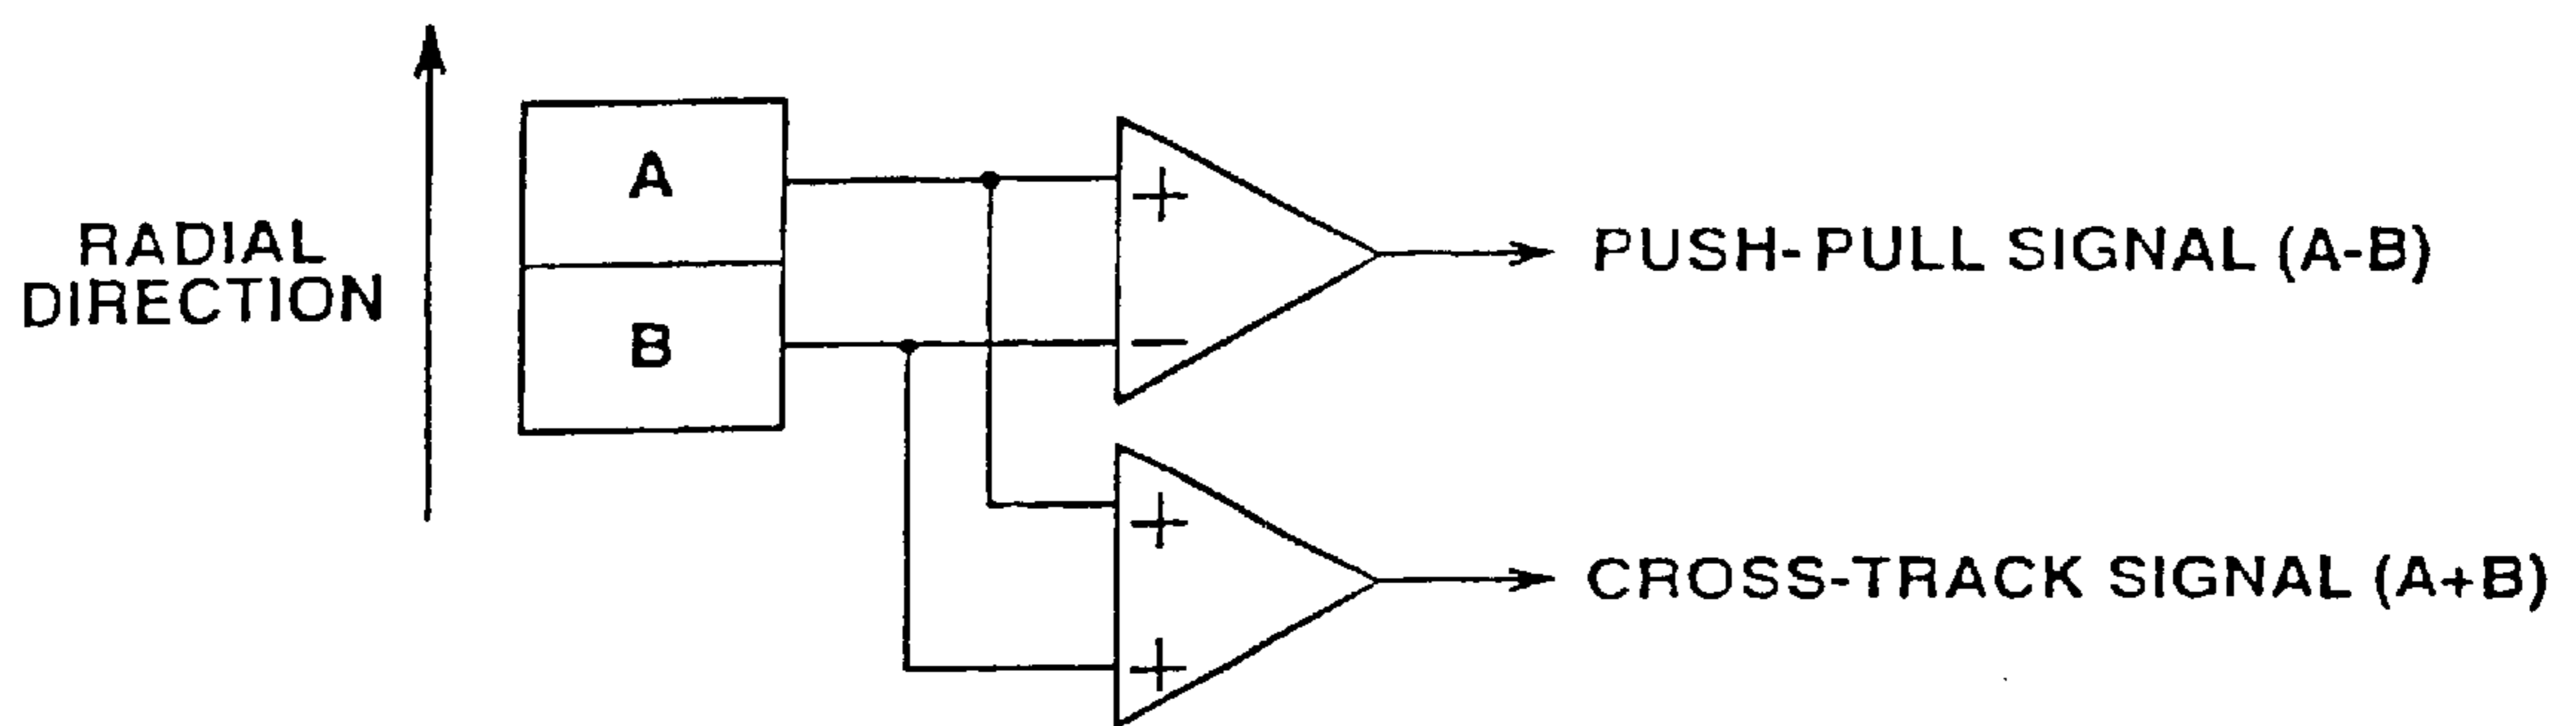 RADIAL
DIRECTION
A
B
+
−
+
+
PUSH-PULL SIGNAL (A-B)
CROSS-TRACK SIGNAL (A+B)